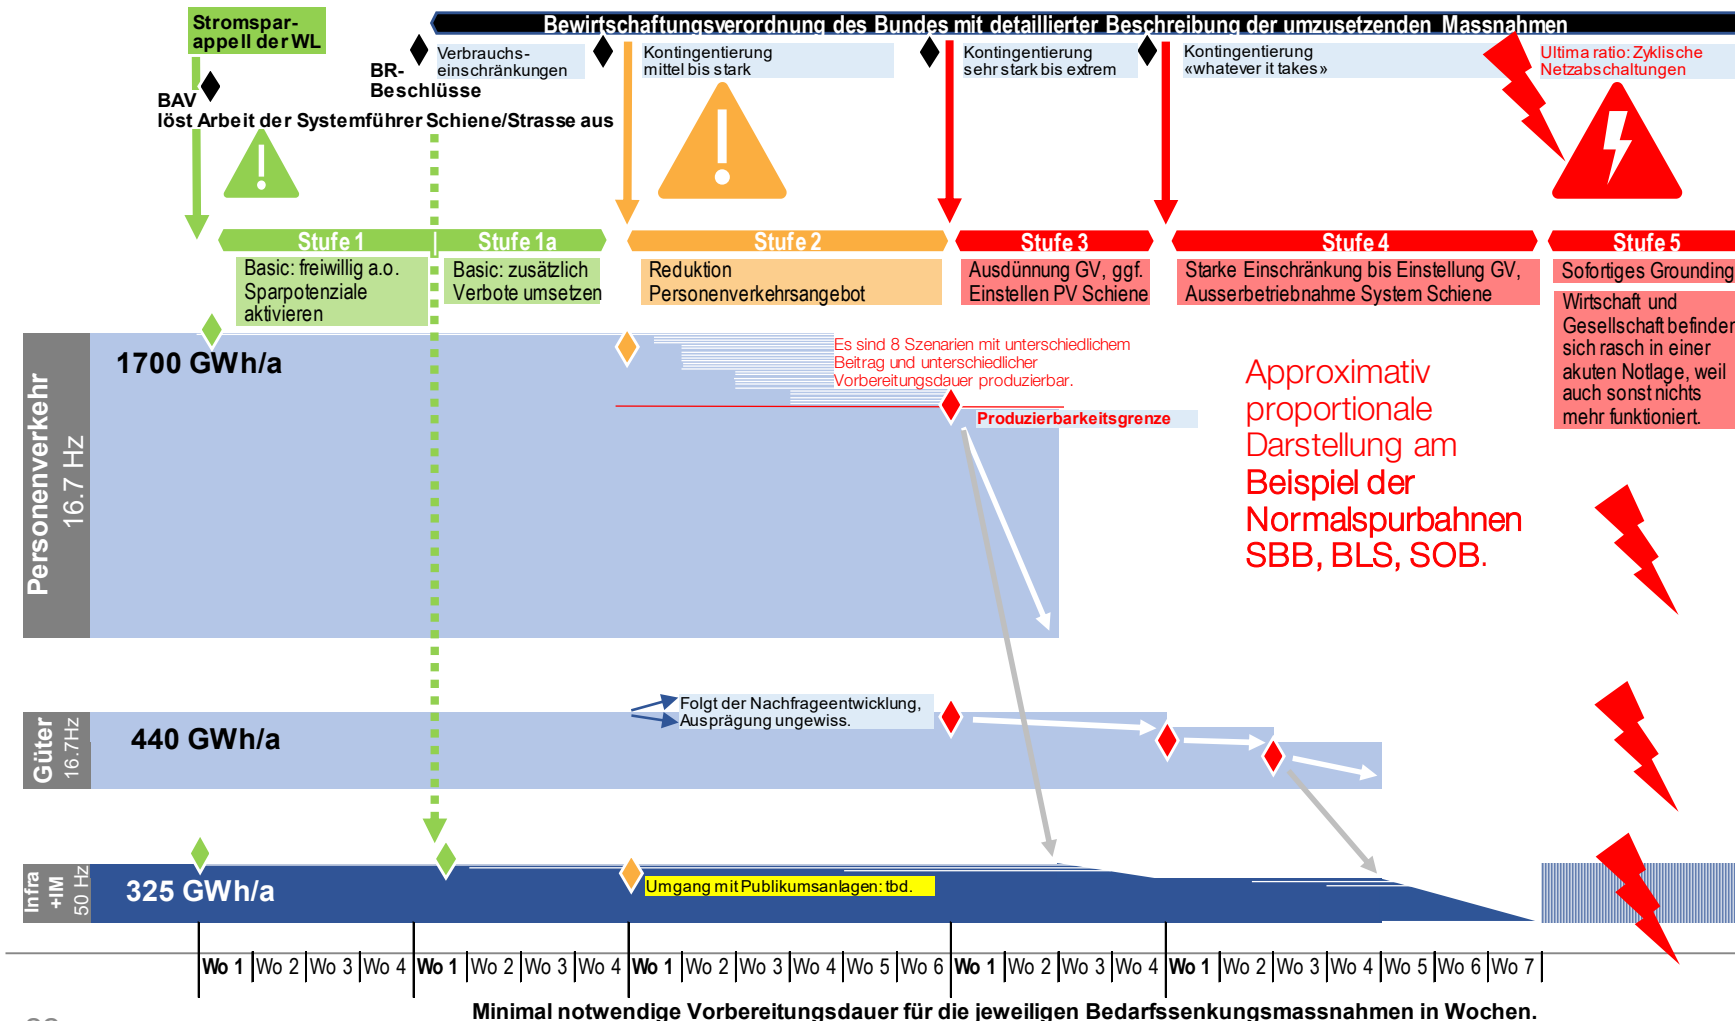 Stromspar-
appell der WL
Bewirtschaftungsverordnung des Bundes mit detaillierter Beschreibung der umzusetzenden Massnahmen
BAV
löst Arbeit der Systemführer Schiene/Strasse aus
BR-
Beschlüsse
Verbrauchs-
einschränkungen
Kontingentierung
mittel bis stark
Kontingentierung
sehr stark bis extrem
Kontingentierung
«whatever it takes»
Ultima ratio: Zyklische
Netzabschaltungen
Stufe 1
Stufe 1a
Stufe 2
Stufe 3
Stufe 4
Stufe 5
Basic: freiwillig a.o.
Sparpotenziale
aktivieren
Basic: zusätzlich
Verbote umsetzen
Reduktion
Personenverkehrsangebot
Ausdünnung GV, ggf.
Einstellen PV Schiene
Starke Einschränkung bis Einstellung GV,
Ausserbetriebnahme System Schiene
Sofortiges Grounding
Wirtschaft und
Gesellschaft befinden
sich rasch in einer
akuten Notlage, weil
auch sonst nichts
mehr funktioniert.
Personenverkehr
16.7 Hz
1700 GWh/a
Es sind 8 Szenarien mit unterschiedlichem
Beitrag und unterschiedlicher
Vorbereitungsdauer produzierbar.
Produzierbarkeitsgrenze
Approximativ
proportionale
Darstellung am
Beispiel der
Normalspurbahnen
SBB, BLS, SOB.
Güter
16.7Hz
440 GWh/a
Folgt der Nachfrageentwicklung,
Ausprägung ungewiss.
Infra
+IM
50 Hz
325 GWh/a
Umgang mit Publikumsanlagen: tbd.
Wo 1 Wo 2 Wo 3 Wo 4 Wo 1 Wo 2 Wo 3 Wo 4 Wo 1 Wo 2 Wo 3 Wo 4 Wo 5 Wo 6 Wo 1 Wo 2 Wo 3 Wo 4 Wo 1 Wo 2 Wo 3 Wo 4 Wo 5 Wo 6 Wo 7
Minimal notwendige Vorbereitungsdauer für die jeweiligen Bedarfssenkungsmassnahmen in Wochen.